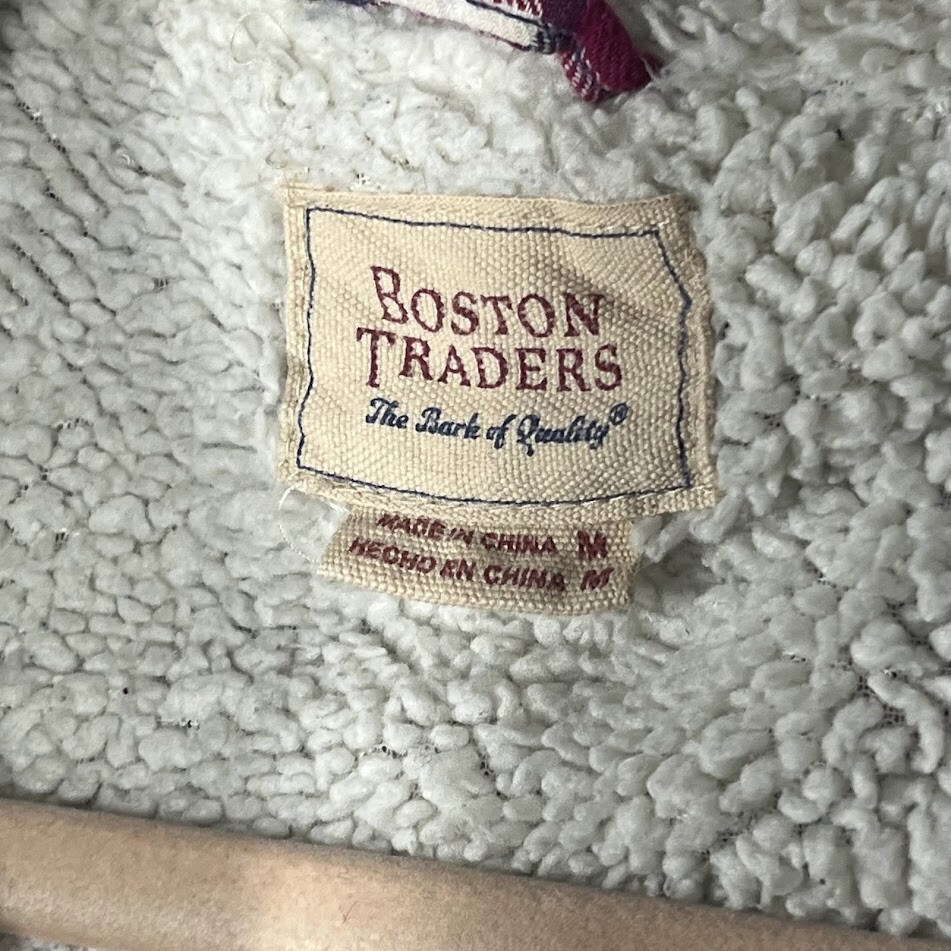 BOSTON
TRADERS
The Bark of Quality®
MADE IN CHINA M
HECHO EN CHINA M